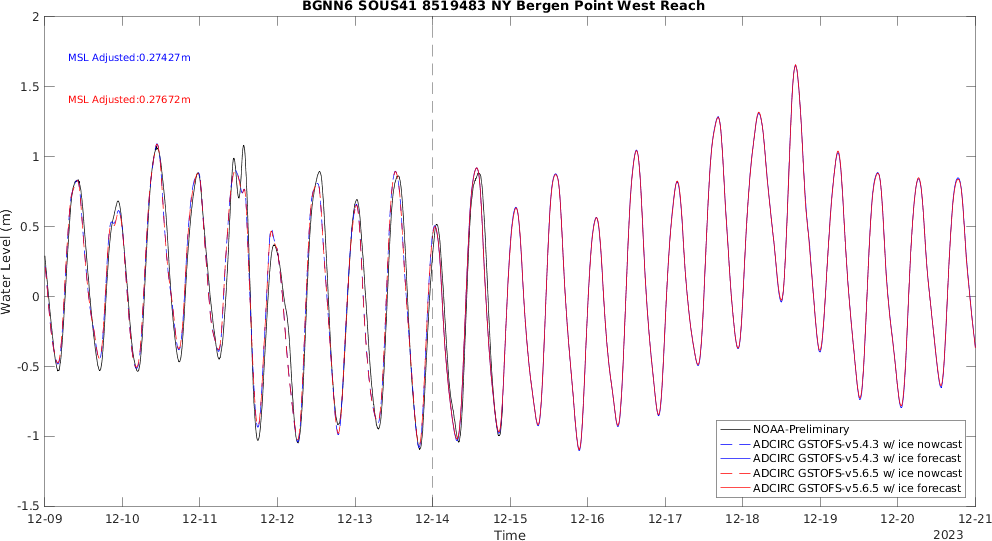 BGNN6 SOUS41 8519483 NY Bergen Point West Reach
2
1.5
1
0.5
0
-0.5
-1
-1.5
Water Level (m)
MSL Adjusted:0.27427m
MSL Adjusted:0.27672m
NOAA-Preliminary
ADCIRC GSTOFS-v5.4.3 w/ ice nowcast
ADCIRC GSTOFS-v5.4.3 w/ ice forecast
ADCIRC GSTOFS-v5.6.5 w/ ice nowcast
ADCIRC GSTOFS-v5.6.5 w/ ice forecast
12-09 12-10 12-11 12-12 12-13 12-14 12-15 12-16 12-17 12-18 12-19 12-20 12-21
Time
2023